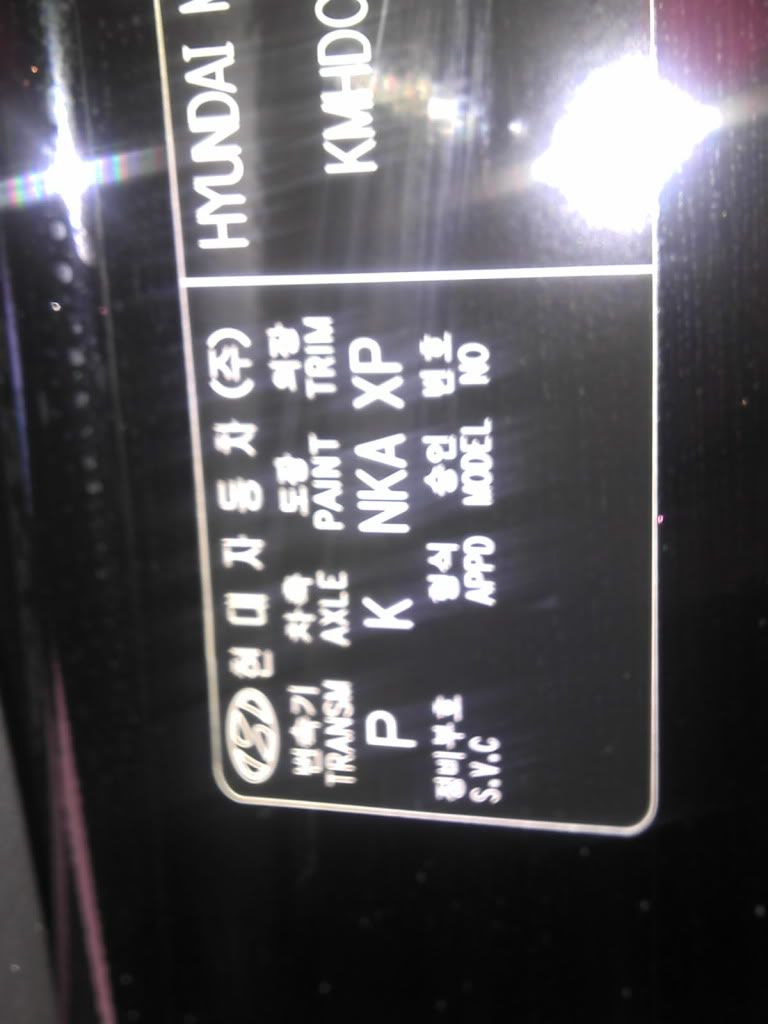 현대자동차(주) HYUNDAI
변속기 차축 도장 의장
TRANSM AXLE PAINT TRIM
P K NKA XP KMHDC
정비부호 형식 승인 번호
S.V.C APPD MODEL NO